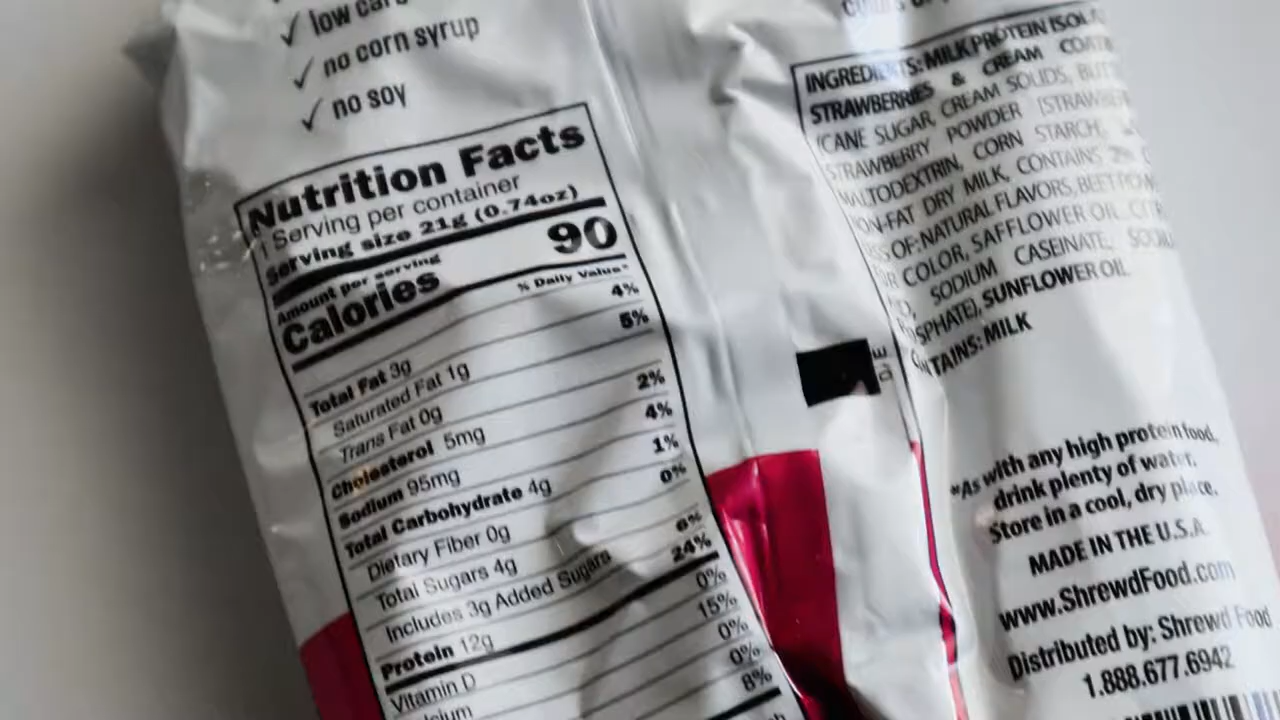 ✓ low
✓ no corn syrup
✓ no soy
Nutrition Facts
1 Serving per container
Serving size 21g (0.74oz)
Amount per serving
Calories 90
% Daily Value*
Total Fat 3g 4%
Saturated Fat 1g 5%
Trans Fat 0g
Cholesterol 5mg 2%
Sodium 95mg 4%
Total Carbohydrate 4g 1%
Dietary Fiber 0g 0%
Total Sugars 4g
Includes 3g Added Sugars 6%
Protein 12g 24%
Vitamin D 0%
15%
0%
0%
8%
INGREDIENTS: MILK PROTEIN
STRAWBERRIES & CREAM
(CANE SUGAR, CREAM SOLIDS,
STRAWBERRY POWDER
MALTODEXTRIN, CORN STARCH,
NON-FAT DRY MILK, CONTAINS 2%
OF: NATURAL FLAVORS, BEET
COLOR, SAFFLOWER OIL,
SODIUM CASEINATE,
SUNFLOWER OIL
CONTAINS: MILK
*As with any high protein food,
drink plenty of water.
Store in a cool, dry place.
MADE IN THE U.S.A.
www.ShrewdFood.com
Distributed by: Shrewd Food
1.888.677.6942